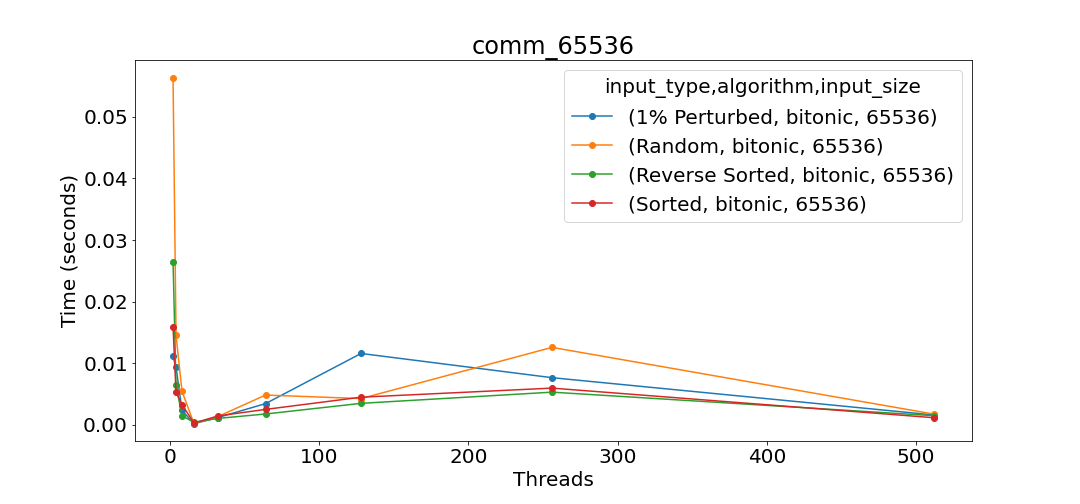 comm_65536
input_type,algorithm,input_size
(1% Perturbed, bitonic, 65536)
(Random, bitonic, 65536)
(Reverse Sorted, bitonic, 65536)
(Sorted, bitonic, 65536)
Time (seconds)
0.05
0.04
0.03
0.02
0.01
0.00
0 100 200 300 400 500
Threads